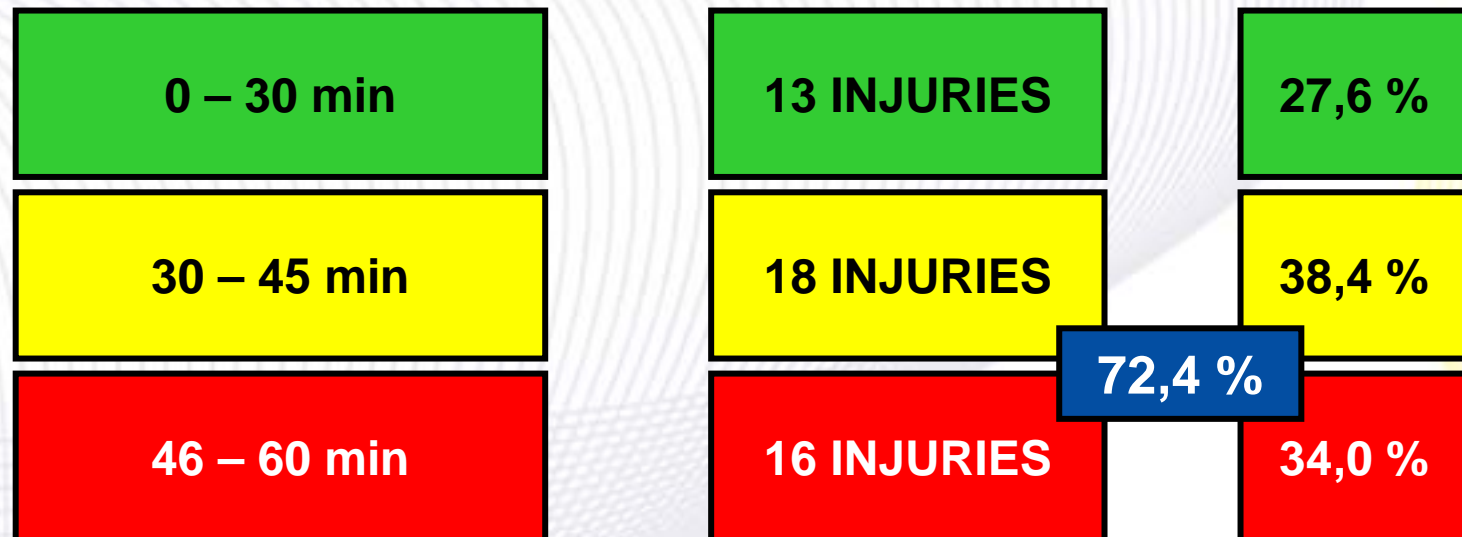 0 – 30 min 13 INJURIES 27,6 %
30 – 45 min 18 INJURIES 38,4 %
72,4 %
46 – 60 min 16 INJURIES 34,0 %